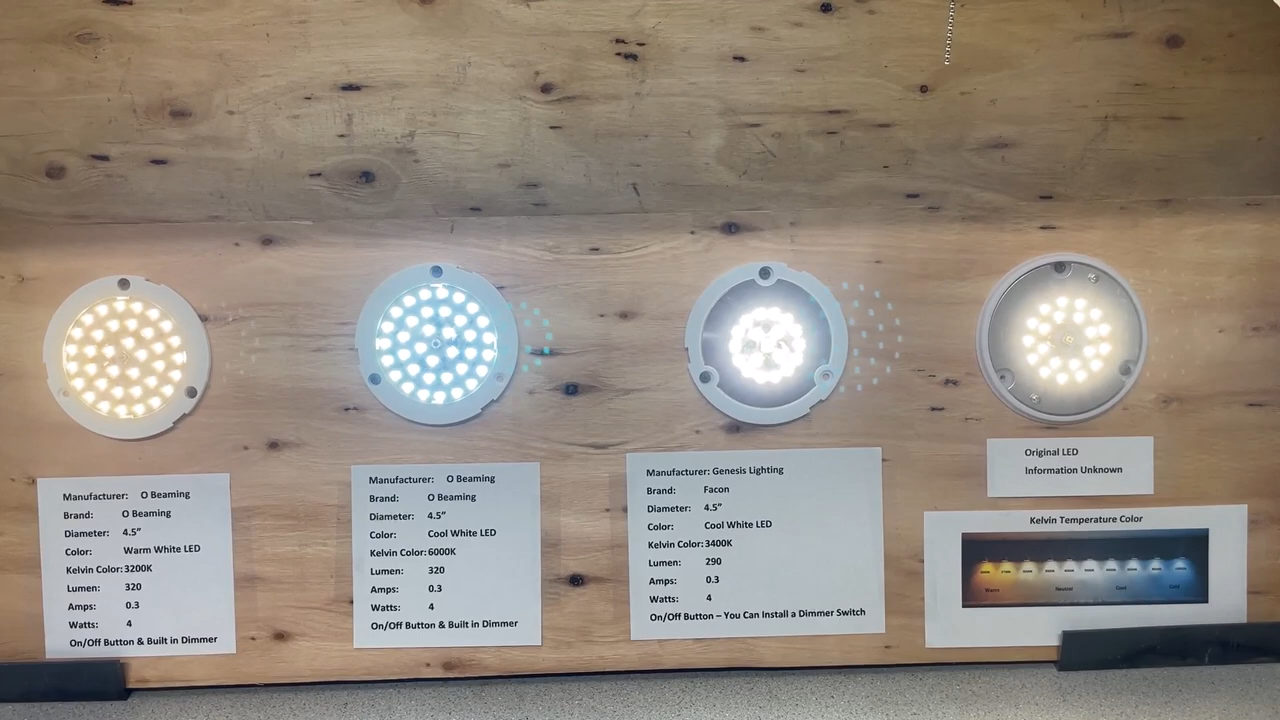 Manufacturer: O Beaming
Brand: O Beaming
Diameter: 4.5"
Color: Warm White LED
Kelvin Color: 3200K
Lumen: 320
Amps: 0.3
Watts: 4
On/Off Button & Built in Dimmer
Manufacturer: O Beaming
Brand: O Beaming
Diameter: 4.5"
Color: Cool White LED
Kelvin Color: 6000K
Lumen: 320
Amps: 0.3
Watts: 4
On/Off Button & Built in Dimmer
Manufacturer: Genesis Lighting
Brand: Facon
Diameter: 4.5"
Color: Cool White LED
Kelvin Color: 3400K
Lumen: 290
Amps: 0.3
Watts: 4
On/Off Button – You Can Install a Dimmer Switch
Original LED
Information Unknown
Kelvin Temperature Color
Warm Neutral Cool